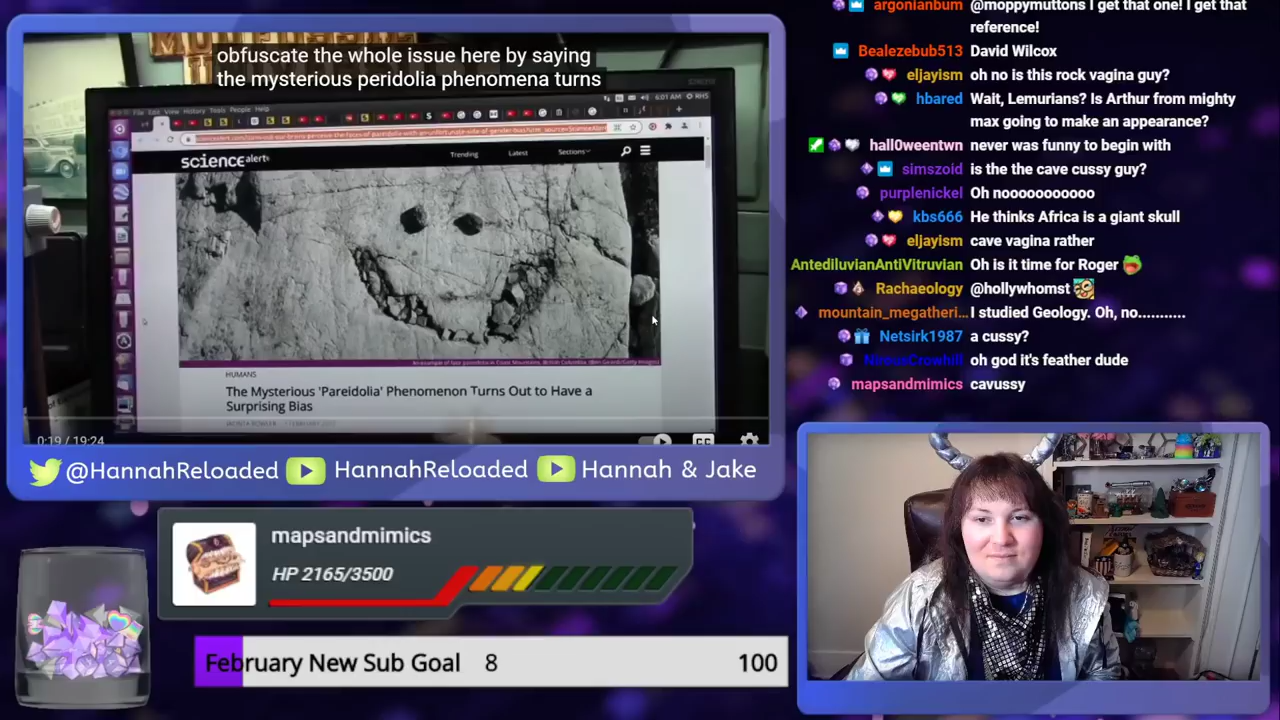 obfuscate the whole issue here by saying
the mysterious peridolia phenomena turns
6:01 AM
sciencealert
Trending
Latest
Sections
HUMANS
The Mysterious 'Pareidolia' Phenomenon Turns Out to Have a
Surprising Bias
0:19 / 19:24
CC
@HannahReloaded
HannahReloaded
Hannah & Jake
mapsandmimics
HP 2165/3500
February New Sub Goal 8 100
argonianbum @moppymuttons I get that one! I get that
reference!
Bealezebub513 David Wilcox
eljayism oh no is this rock vagina guy?
hbared Wait, Lemurians? Is Arthur from mighty
max going to make an appearance?
hall0weentwn never was funny to begin with
simszoid is the the cave cussy guy?
purplenickel Oh nooooooooooo
kbs666 He thinks Africa is a giant skull
eljayism cave vagina rather
AntediluvianAntiVitruvian Oh is it time for Roger
Rachaeology @hollywhomst
mountain_megatheri... I studied Geology. Oh, no...........
Netsirk1987 a cussy?
oh god it's feather dude
mapsandmimics cavussy